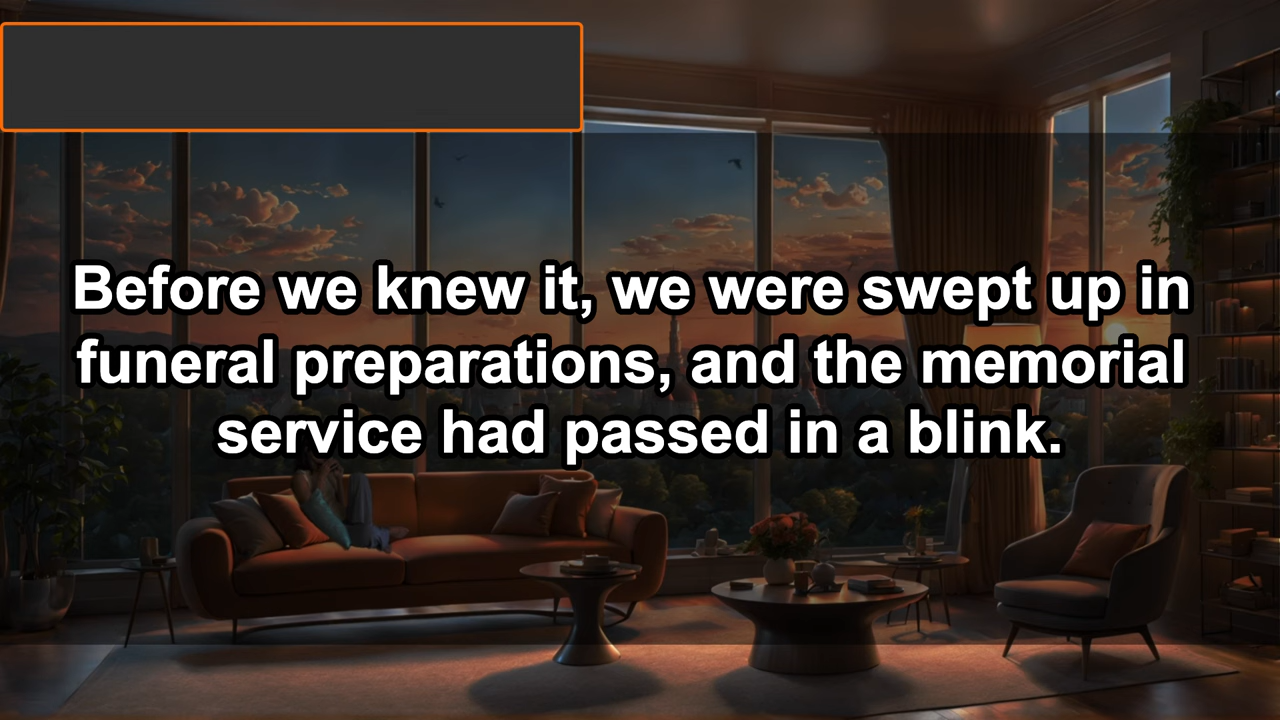 Before we knew it, we were swept up in
funeral preparations, and the memorial
service had passed in a blink.